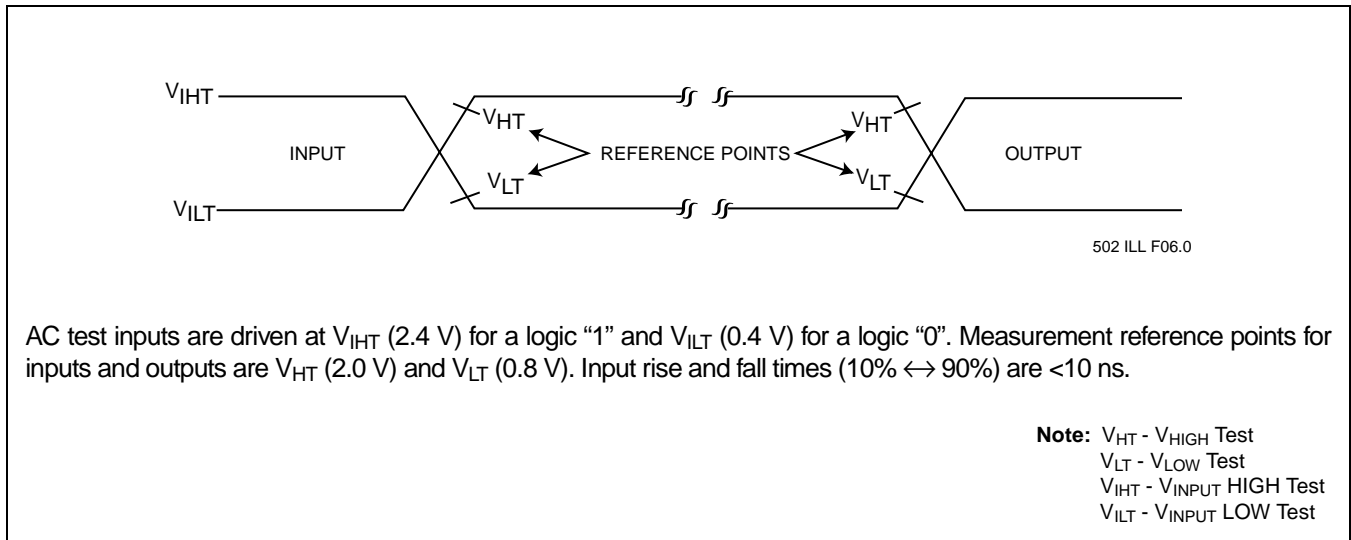 VIHT
VHT
VHT
INPUT
REFERENCE POINTS
OUTPUT
VLT
VLT
VILT
502 ILL F06.0
AC test inputs are driven at VIHT (2.4 V) for a logic “1” and VILT (0.4 V) for a logic “0”. Measurement reference points for
inputs and outputs are VHT (2.0 V) and VLT (0.8 V). Input rise and fall times (10% ↔ 90%) are <10 ns.
Note: VHT - VHIGH Test
VLT - VLOW Test
VIHT - VINPUT HIGH Test
VILT - VINPUT LOW Test